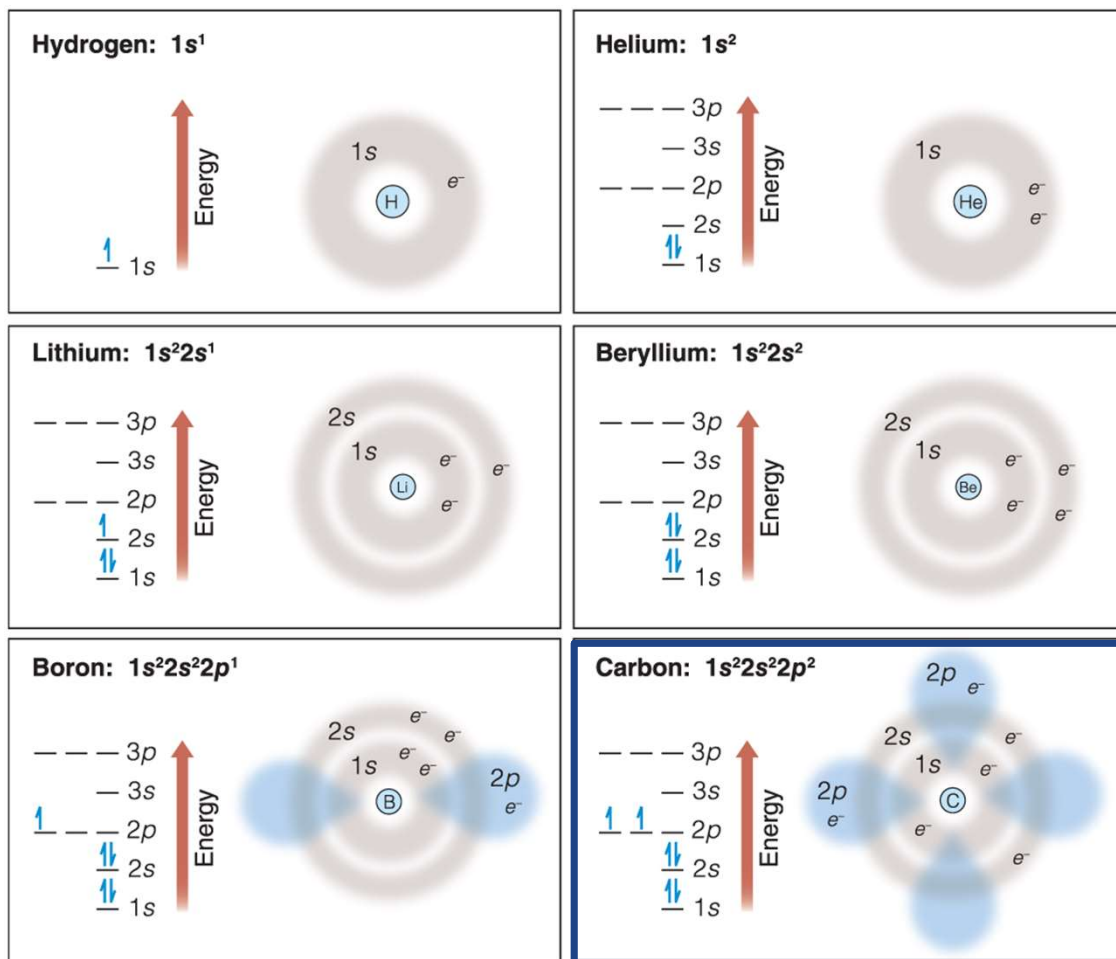 Hydrogen: 1s¹
1s
Energy
1s
H
e⁻
Helium: 1s²
3p
3s
2p
2s
1s
Energy
1s
He
e⁻
e⁻
Lithium: 1s²2s¹
3p
3s
2p
2s
1s
Energy
2s
1s
Li
e⁻
e⁻
e⁻
Beryllium: 1s²2s²
3p
3s
2p
2s
1s
Energy
2s
1s
Be
e⁻
e⁻
e⁻
e⁻
Boron: 1s²2s²2p¹
3p
3s
2p
2s
1s
Energy
2s
1s
B
e⁻
e⁻
e⁻
e⁻
2p
e⁻
Carbon: 1s²2s²2p²
3p
3s
2p
2s
1s
Energy
2p
e⁻
2s
1s
C
e⁻
e⁻
2p
e⁻
e⁻
e⁻